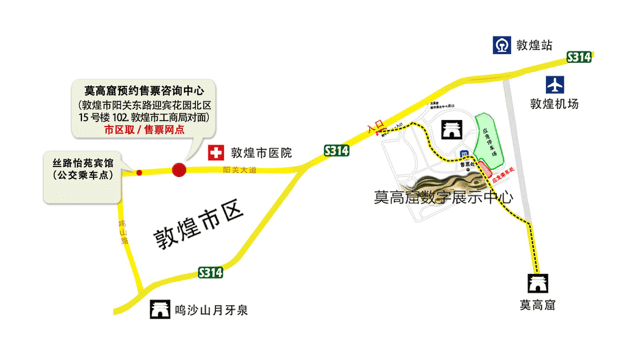 敦煌站
S314
敦煌机场
莫高窟预约售票咨询中心
(敦煌市阳关东路迎宾花园北区
15号楼 102. 敦煌市工商局对面)
市区取 / 售票网点
入口
敦煌市医院
S314
丝路怡苑宾馆
(公交乘车点)
阳关大道
售票处
莫高窟数字展示中心
鸣山路
敦煌市区
S314
莫高窟
鸣沙山月牙泉